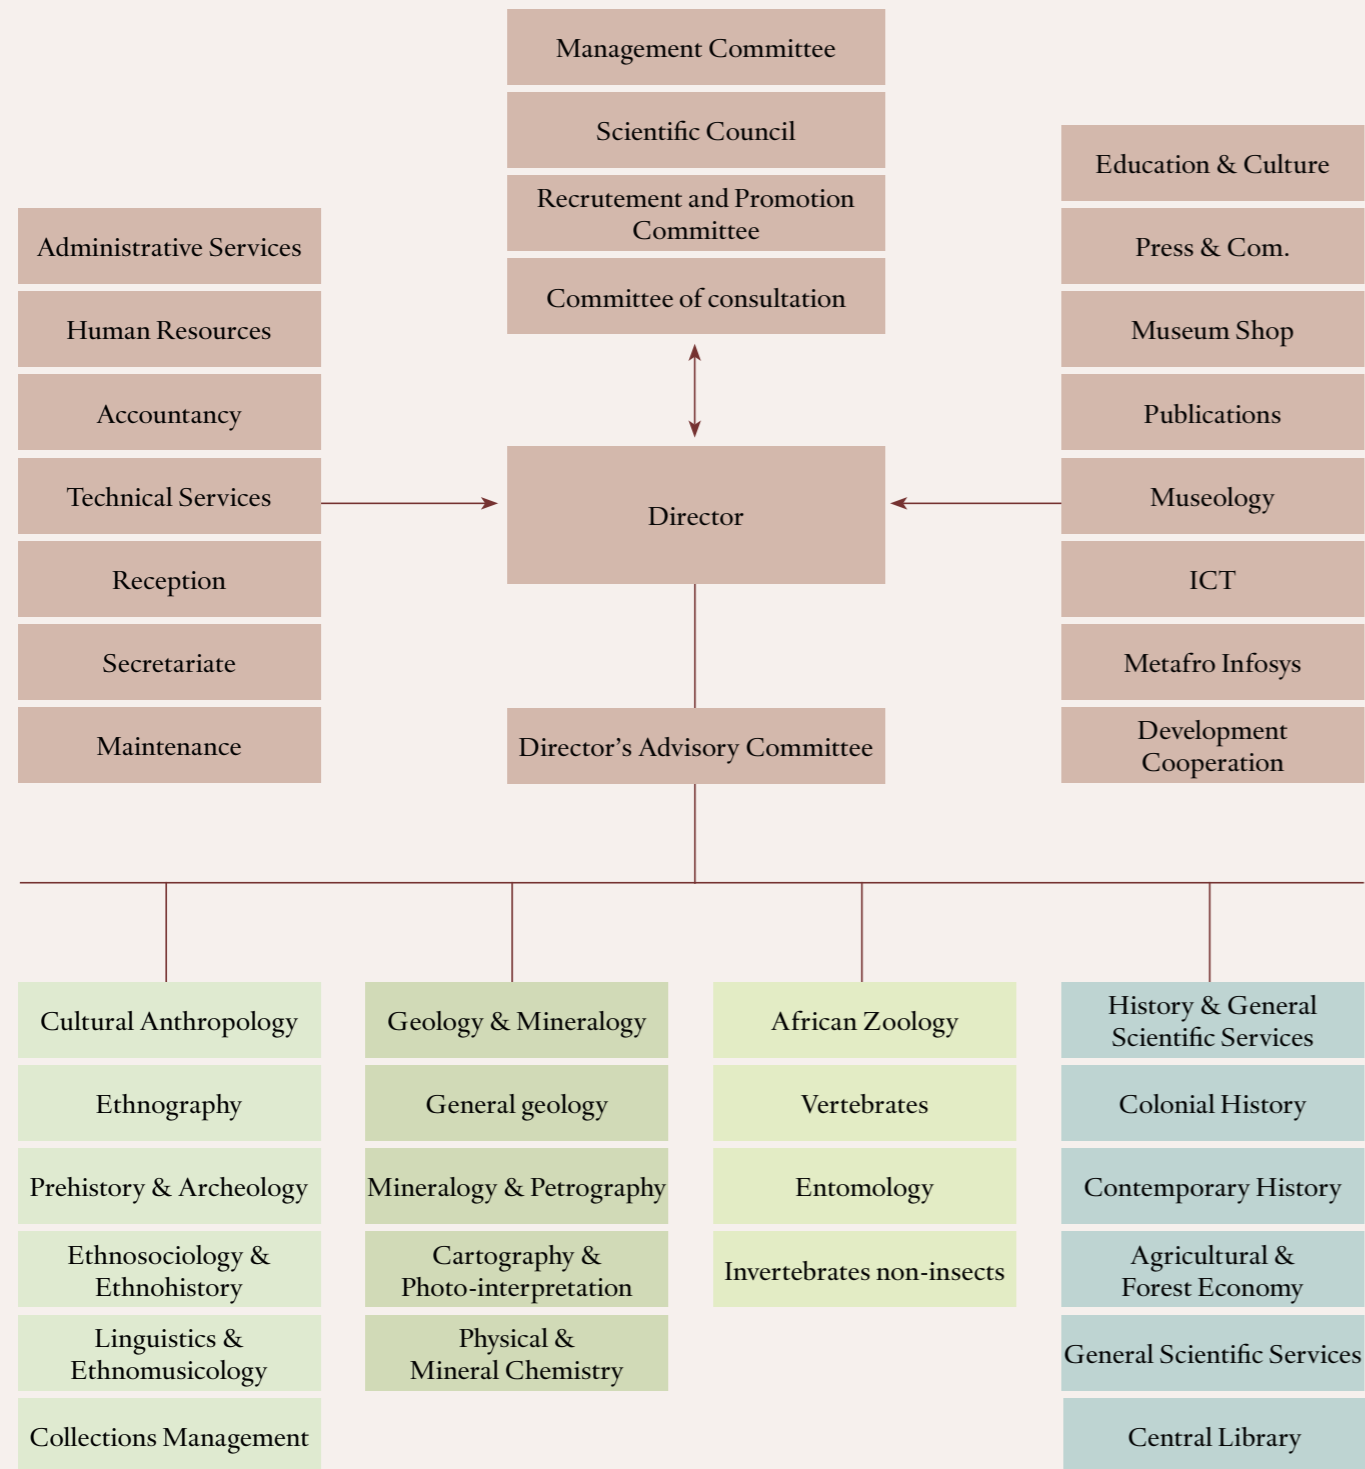 Management Committee
Scientific Council
Recrutement and Promotion
Committee
Committee of consultation
Administrative Services
Human Resources
Accountancy
Technical Services
Reception
Secretariate
Maintenance
Director
Director's Advisory Committee
Education & Culture
Press & Com.
Museum Shop
Publications
Museology
ICT
Metafro Infosys
Development
Cooperation
Cultural Anthropology
Ethnography
Prehistory & Archeology
Ethnosociology &
Ethnohistory
Linguistics &
Ethnomusicology
Collections Management
Geology & Mineralogy
General geology
Mineralogy & Petrography
Cartography &
Photo-interpretation
Physical &
Mineral Chemistry
African Zoology
Vertebrates
Entomology
Invertebrates non-insects
History & General
Scientific Services
Colonial History
Contemporary History
Agricultural &
Forest Economy
General Scientific Services
Central Library